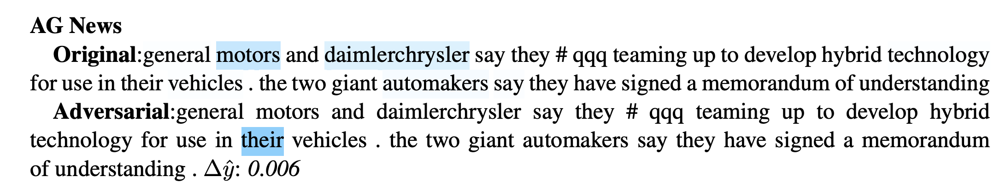 AG News
Original:general motors and daimlerchrysler say they # qqq teaming up to develop hybrid technology
for use in their vehicles . the two giant automakers say they have signed a memorandum of understanding
Adversarial:general motors and daimlerchrysler say they # qqq teaming up to develop hybrid
technology for use in their vehicles . the two giant automakers say they have signed a memorandum
of understanding . Δŷ: 0.006